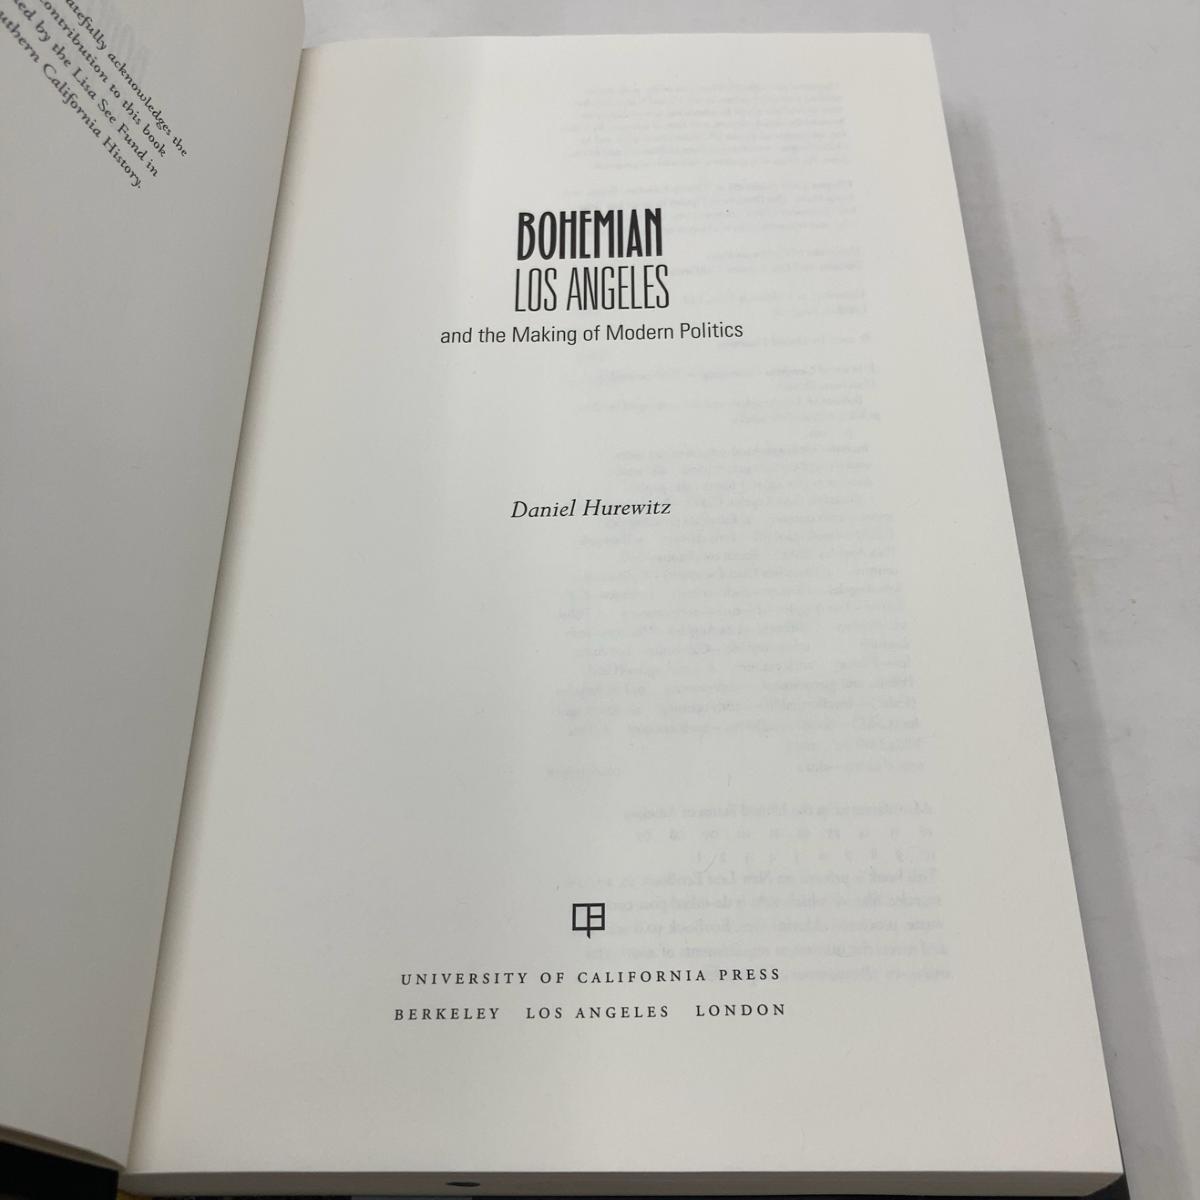 atefully acknowledges the
ontribution to this book
ed by the Lisa See Fund in
uthern California History.
BOHEMIAN
LOS ANGELES
and the Making of Modern Politics
Daniel Hurewitz
UNIVERSITY OF CALIFORNIA PRESS
BERKELEY LOS ANGELES LONDON